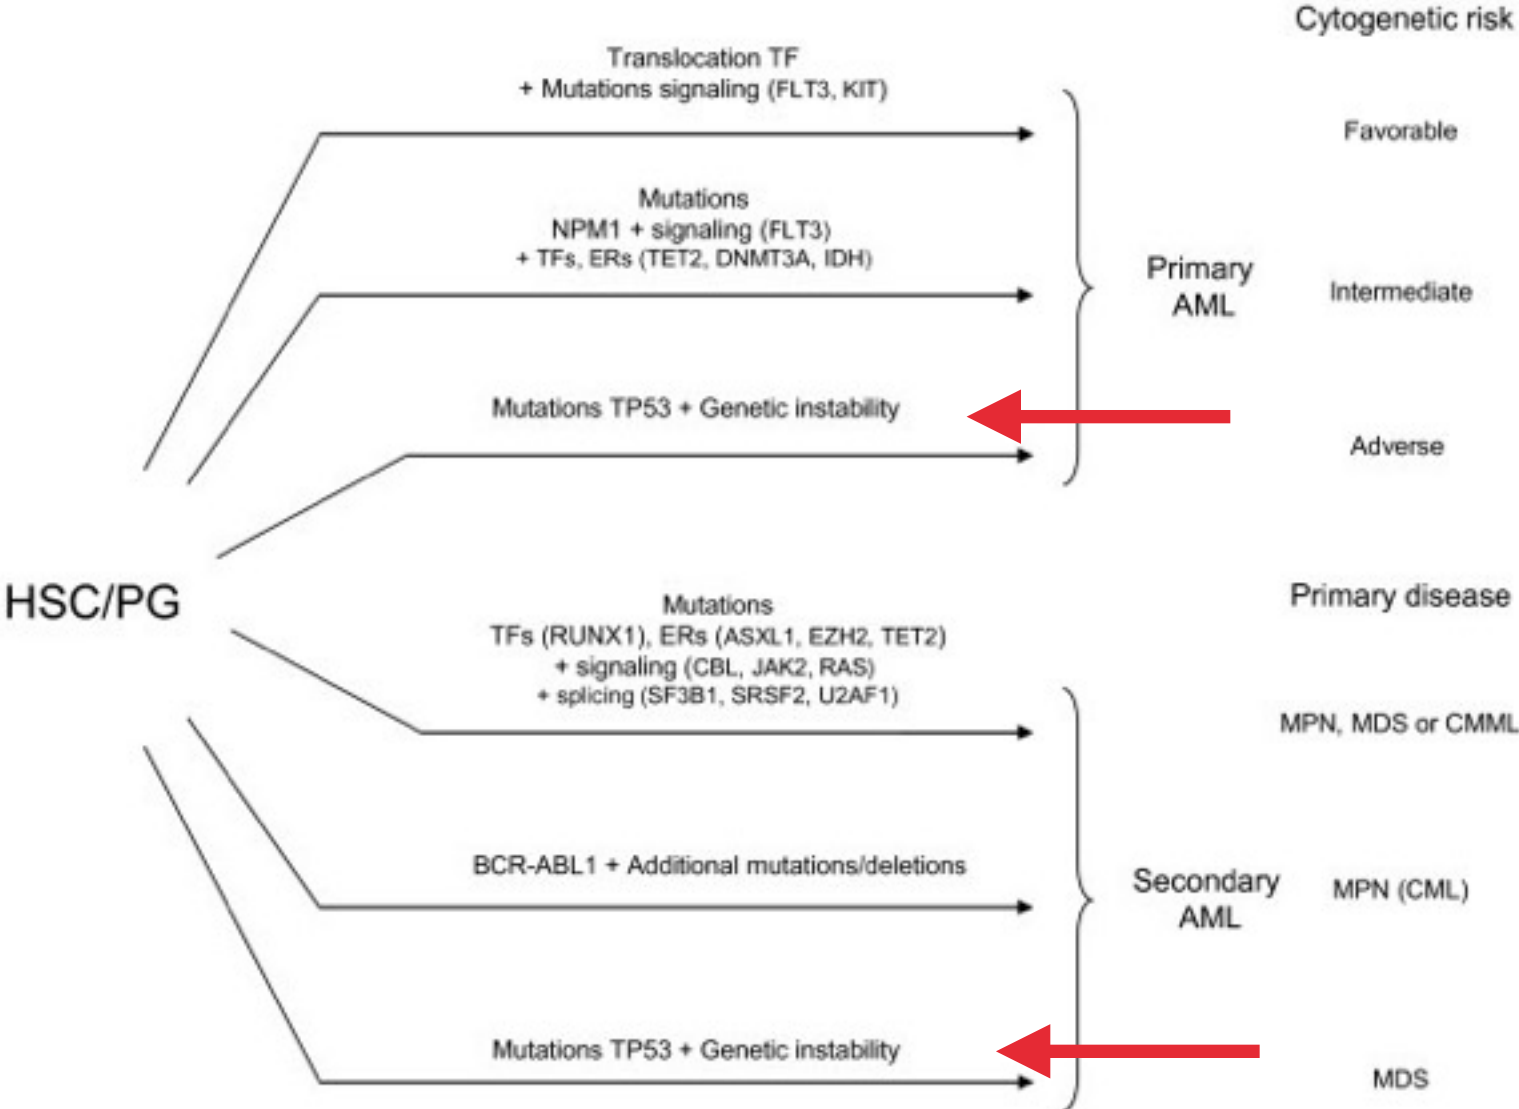 Cytogenetic risk
Translocation TF
+ Mutations signaling (FLT3, KIT)
Favorable
Mutations
NPM1 + signaling (FLT3)
+ TFs, ERs (TET2, DNMT3A, IDH)
Primary
AML
Intermediate
Mutations TP53 + Genetic instability
Adverse
HSC/PG
Primary disease
Mutations
TFs (RUNX1), ERs (ASXL1, EZH2, TET2)
+ signaling (CBL, JAK2, RAS)
+ splicing (SF3B1, SRSF2, U2AF1)
MPN, MDS or CMML
BCR-ABL1 + Additional mutations/deletions
Secondary
AML
MPN (CML)
Mutations TP53 + Genetic instability
MDS